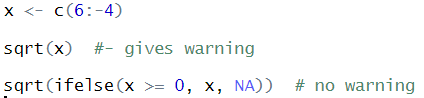 x <- c(6:-4)
sqrt(x)  #- gives warning
sqrt(ifelse(x >= 0, x, NA))  # no warning